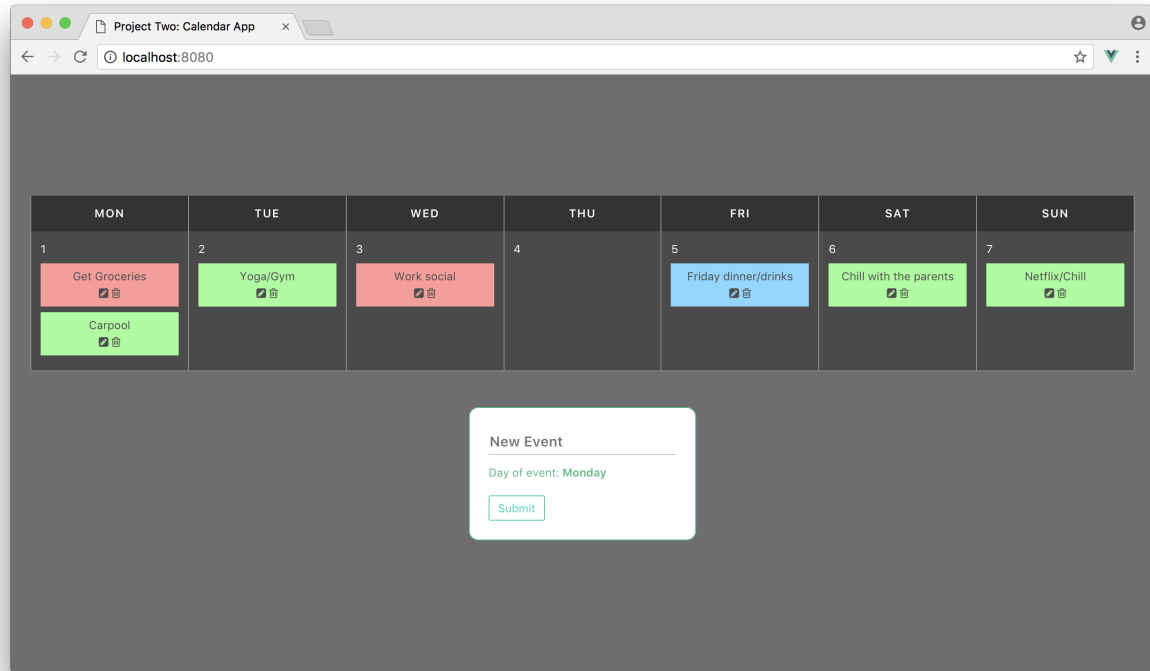 Project Two: Calendar App
localhost:8080
MON TUE WED THU FRI SAT SUN
1 2 3 4 5 6 7
Get Groceries Yoga/Gym Work social Friday dinner/drinks Chill with the parents Netflix/Chill
Carpool
New Event
Day of event: Monday
Submit